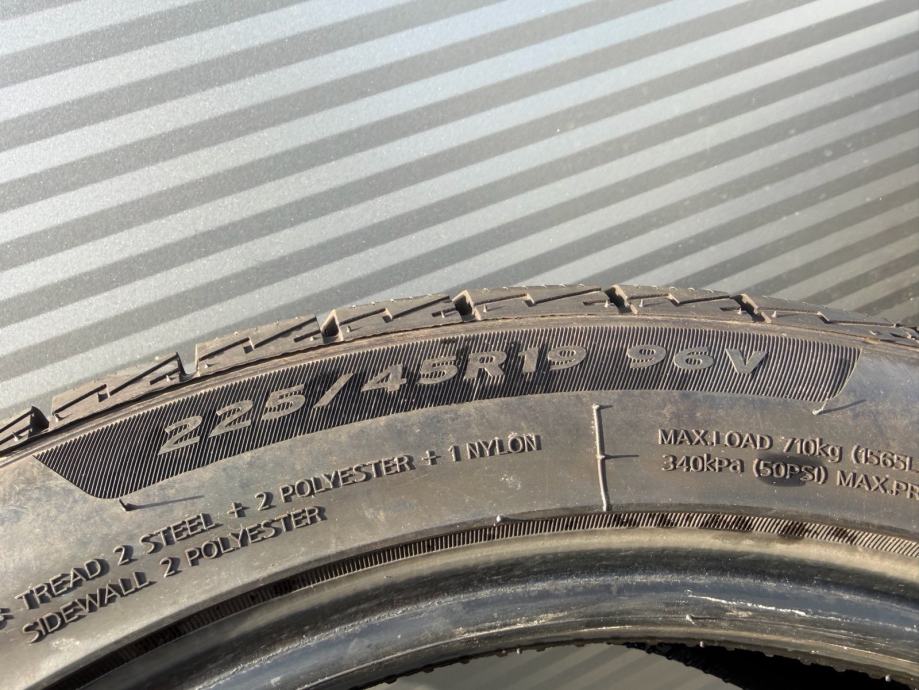 225/45R19 96V
TREAD 2 STEEL + 2 POLYESTER + 1 NYLON
SIDEWALL 2 POLYESTER
MAX.LOAD 710kg (1565L
340kPa (50PSI) MAX.PR